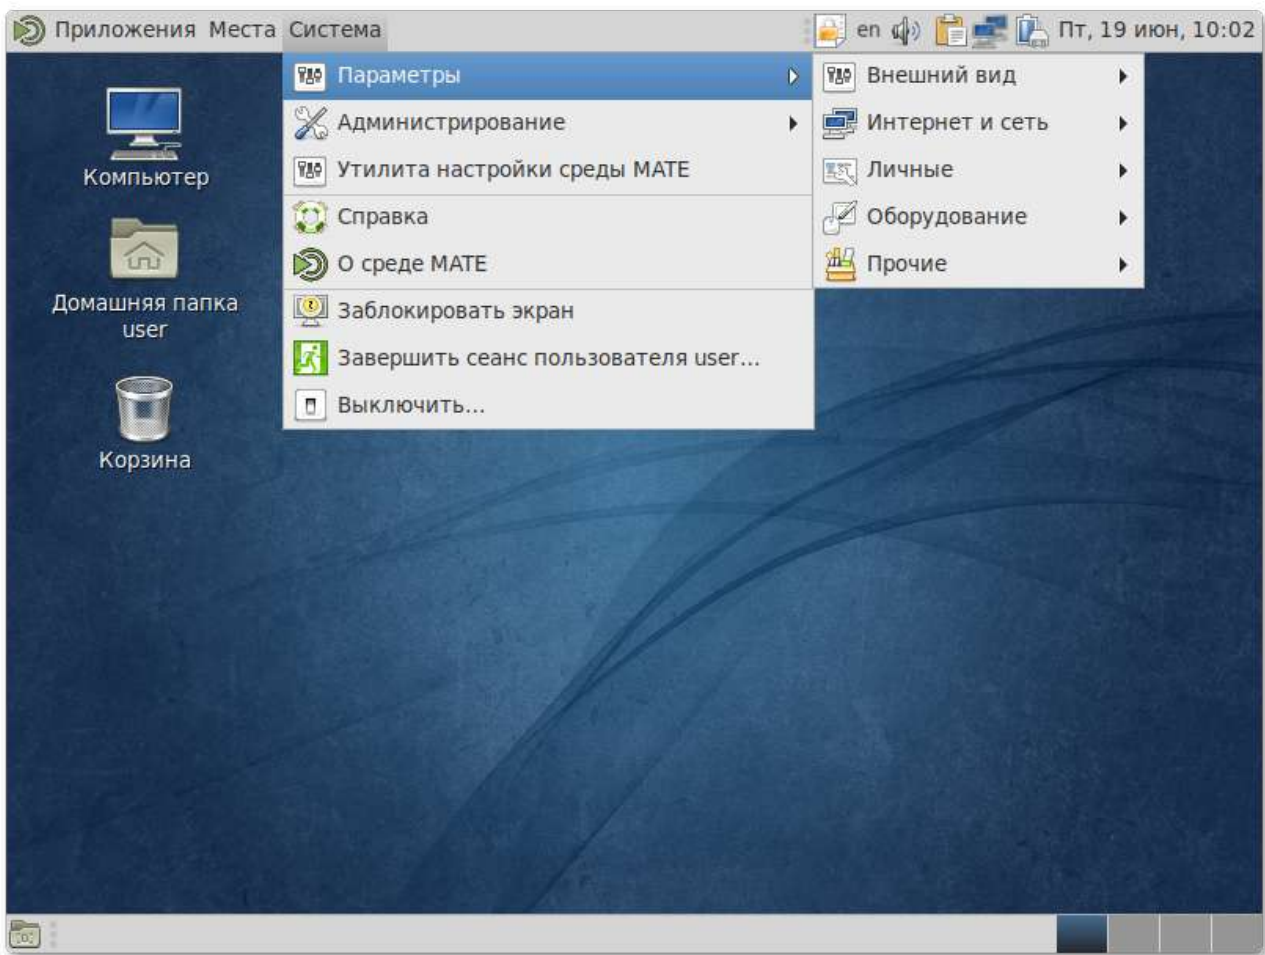 Приложения Места Система en Пт, 19 июн, 10:02
Параметры
Администрирование
Утилита настройки среды MATE
Справка
О среде MATE
Заблокировать экран
Завершить сеанс пользователя user...
Выключить...
Внешний вид
Интернет и сеть
Личные
Оборудование
Прочие
Компьютер
Домашняя папка
user
Корзина